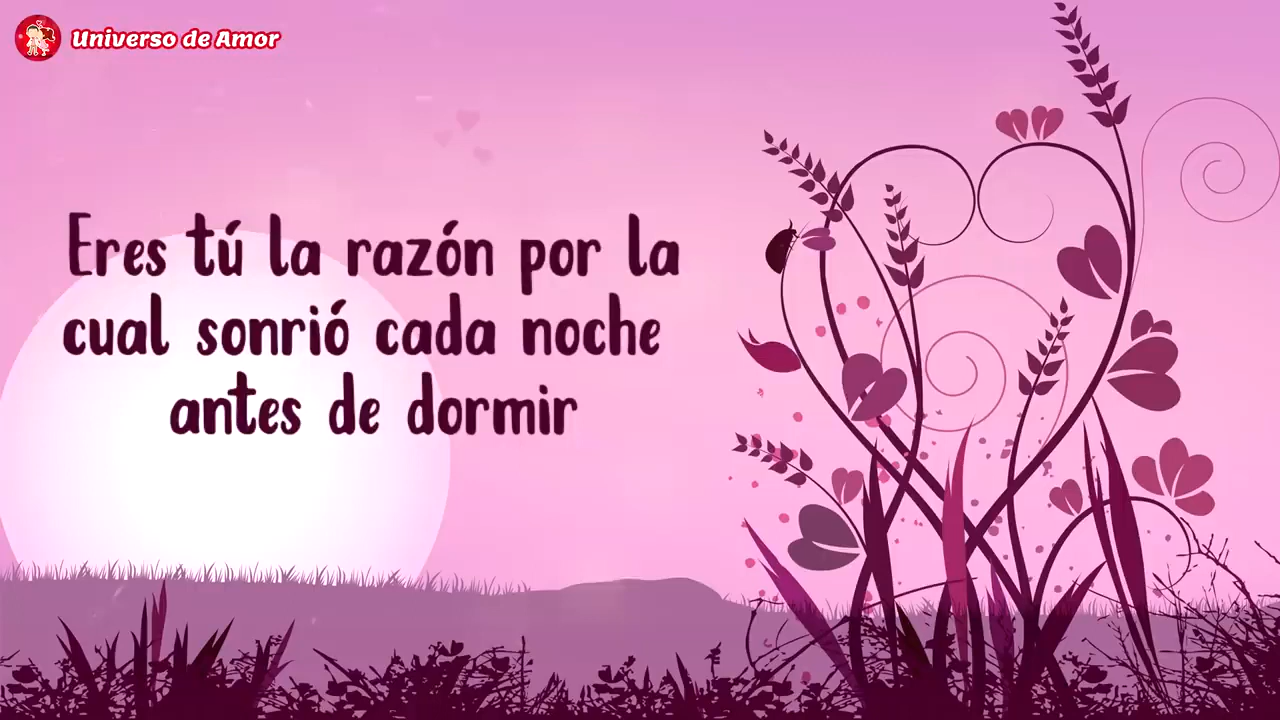 Universo de Amor
Eres tú la razón por la
cual sonrió cada noche
antes de dormir